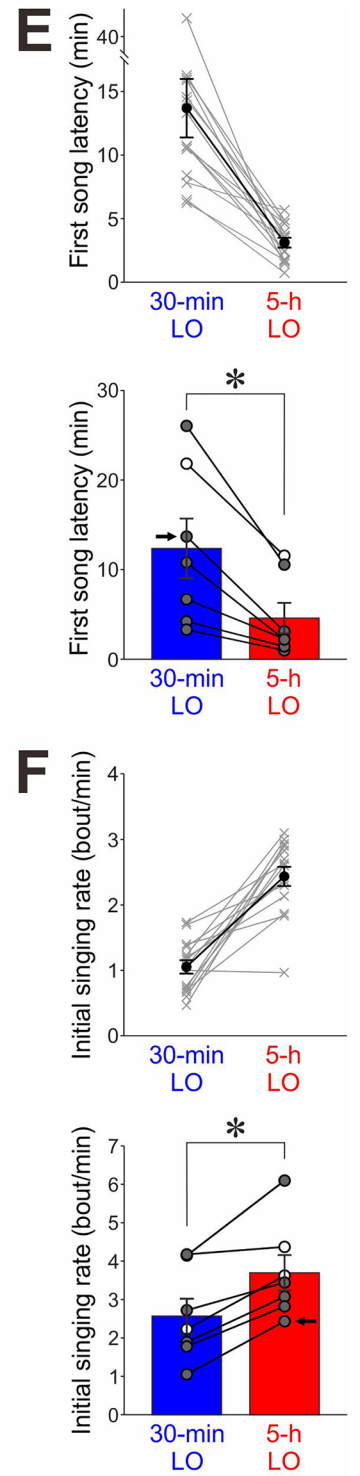 E
First song latency (min)
40
15
10
5
0
30-min 5-h
LO LO
*
First song latency (min)
30
20
10
0
30-min 5-h
LO LO
F
Initial singing rate (bout/min)
4
3
2
1
0
30-min 5-h
LO LO
*
Initial singing rate (bout/min)
7
6
5
4
3
2
1
0
30-min 5-h
LO LO